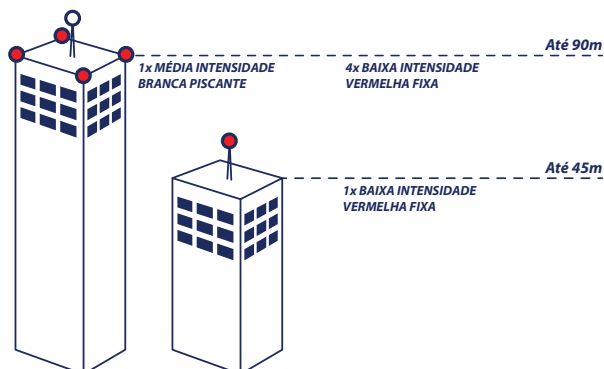 Até 90m
1x MÉDIA INTENSIDADE
BRANCA PISCANTE
4x BAIXA INTENSIDADE
VERMELHA FIXA
Até 45m
1x BAIXA INTENSIDADE
VERMELHA FIXA